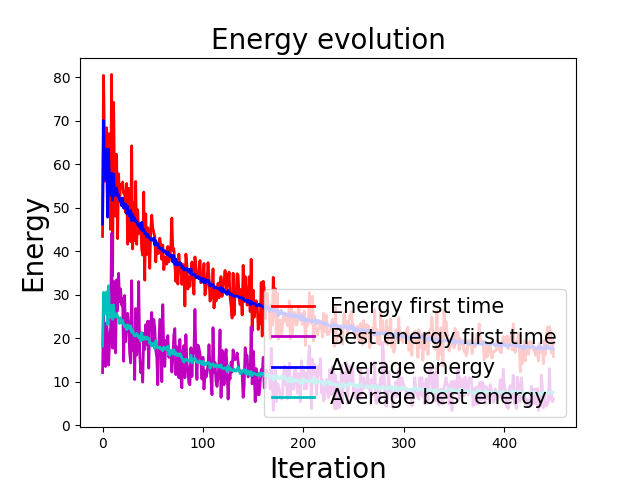 Energy evolution
Energy
80
70
60
50
40
30
20
10
0
Energy first time
Best energy first time
Average energy
Average best energy
0 100 200 300 400
Iteration